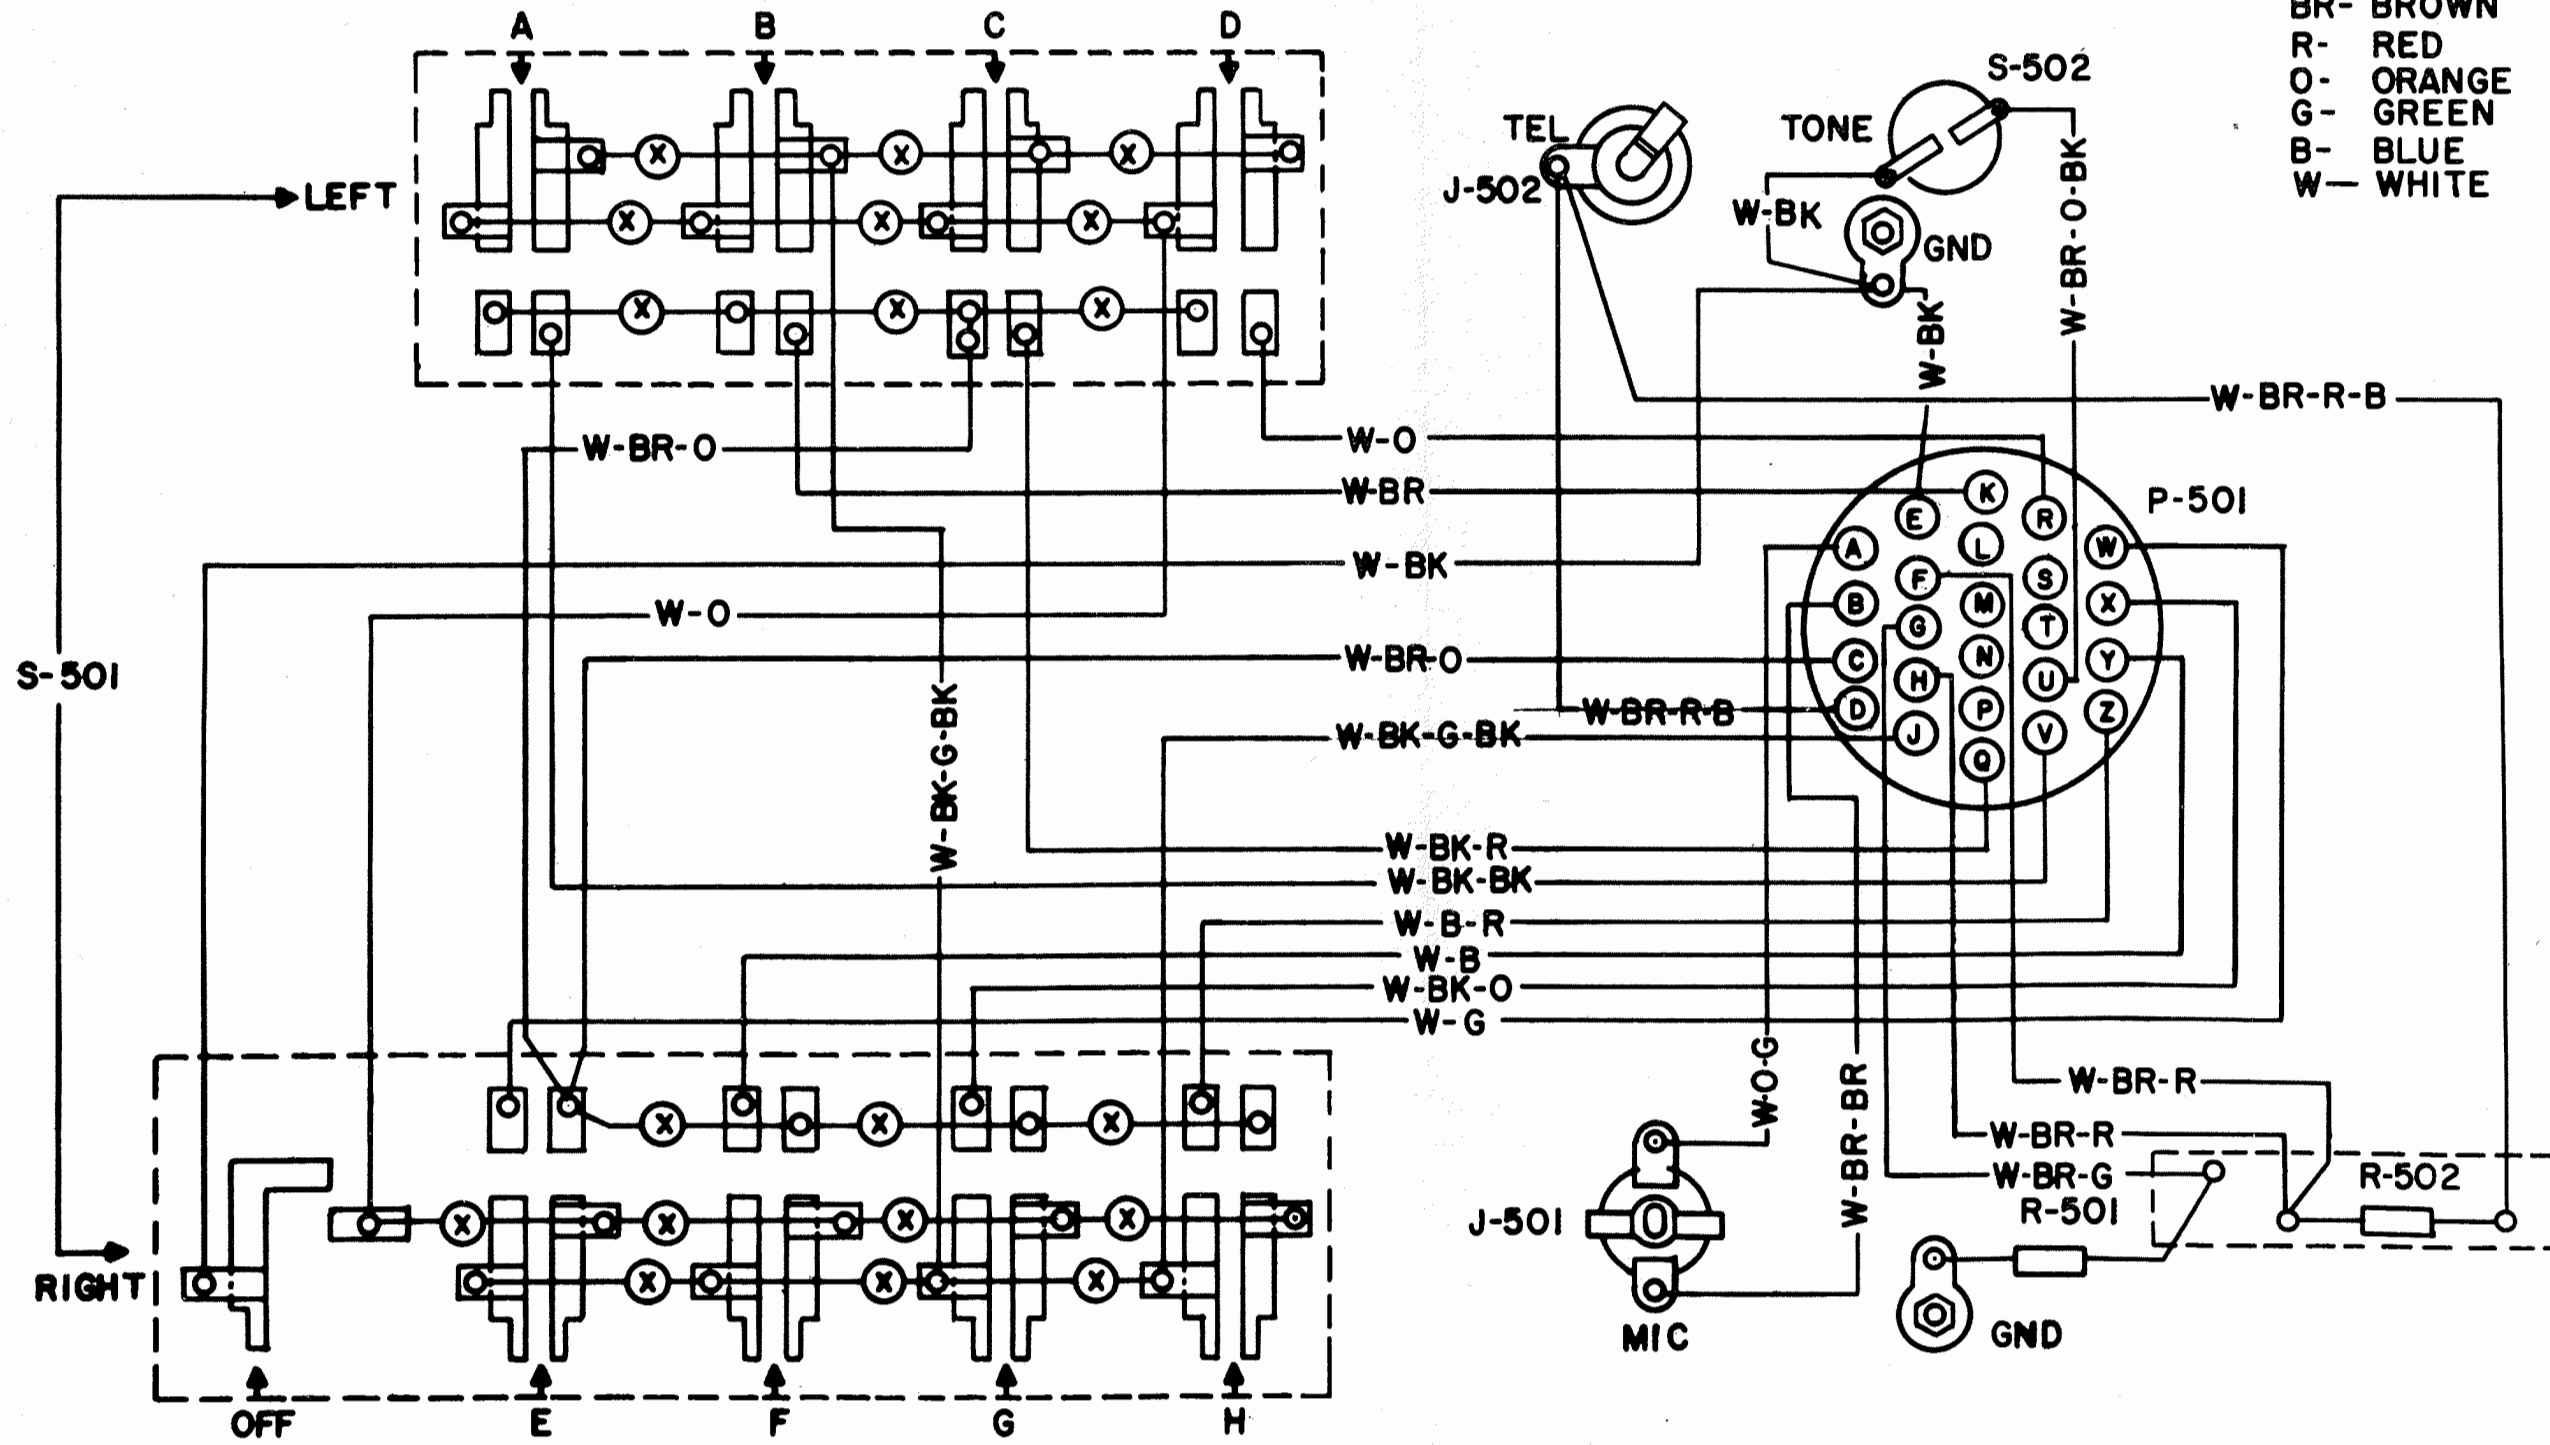 A B C D
BR- BROWN
R- RED
O- ORANGE
G- GREEN
B- BLUE
W- WHITE
S-502
TEL
TONE
J-502
LEFT
W-BK
GND
W-BR-O-BK
W-BK
W-BR-R-B
W-O
W-BR-O
W-BR
P-501
K
E R
L
A W
F S
M
B X
G T
N
C Y
H U
P
D Z
J V
Q
W-BK
W-O
W-BR-O
S-501
W-BR-R-B
W-BK-G-BK
W-BK-G-BK
W-BK-R
W-BK-BK
W-B-R
W-B
W-BK-O
W-G
W-O-G
W-BR-BR
W-BR-R
W-BR-R
W-BR-G
R-502
R-501
J-501
RIGHT
MIC
GND
OFF E F G H
X X X
X X X
X X X
X X X
X X X X
X X X